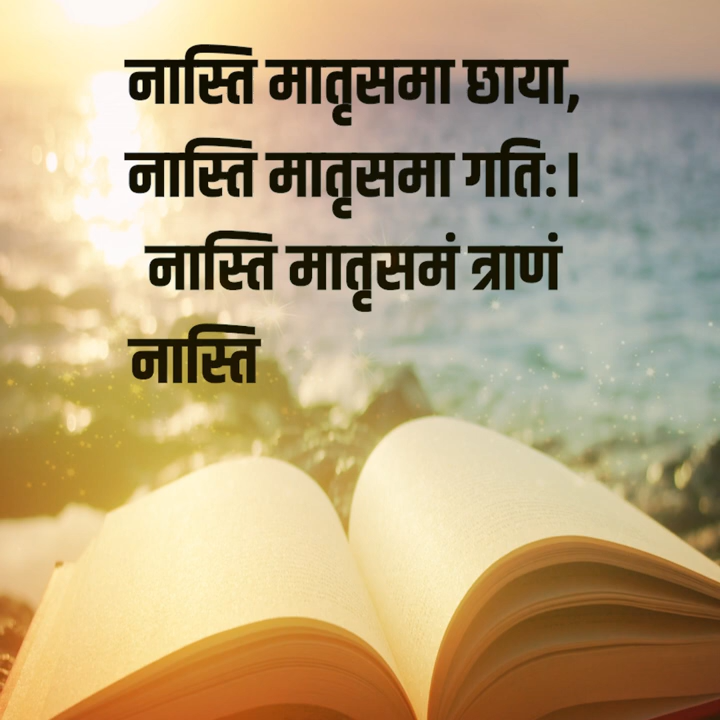 नास्ति मातृसमा छाया,
नास्ति मातृसमा गतिः।
नास्ति मातृसमं त्राणं
नास्ति